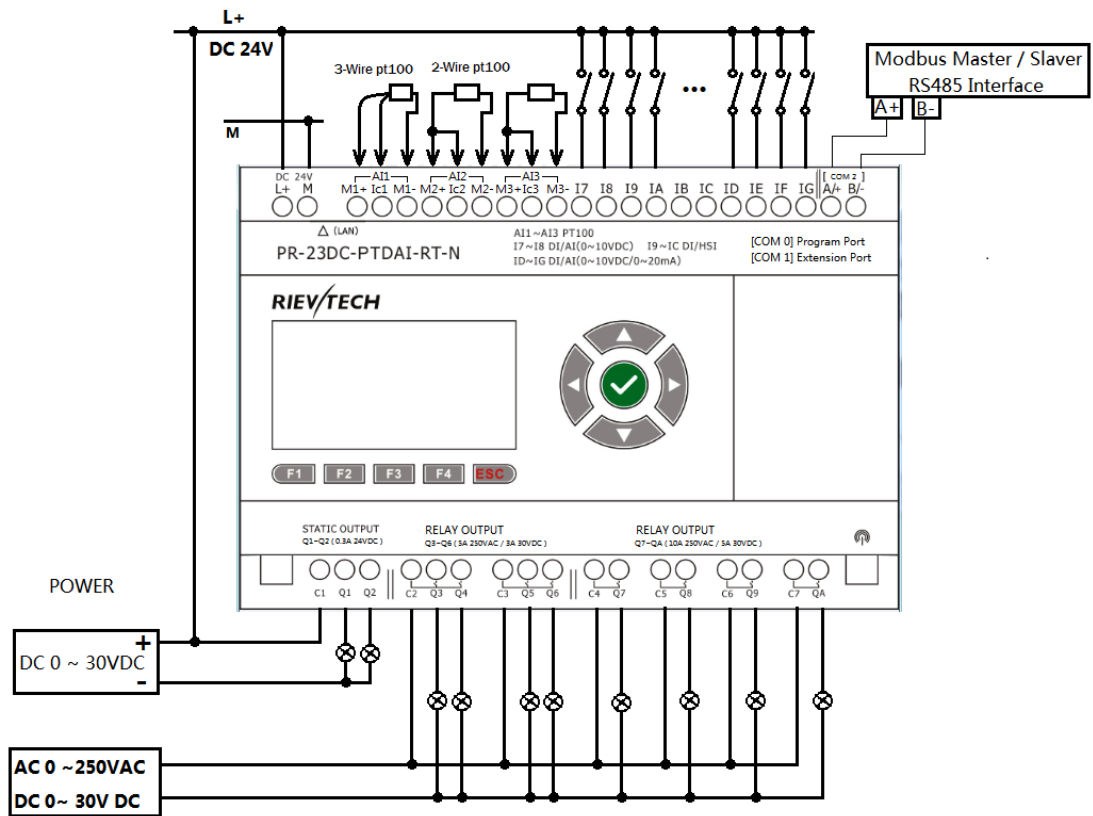 L+
DC 24V
M
3-Wire pt100
2-Wire pt100
...
Modbus Master / Slaver
RS485 Interface
A+ B-
DC 24V
L+ M
AI1 AI2 AI3
M1+ Ic1 M1- M2+ Ic2 M2- M3+ Ic3 M3- I7 I8 I9 IA IB IC ID IE IF IG A/+ B/-
[ COM 2 ]
△ (LAN)
PR-23DC-PTDAI-RT-N
AI1~AI3 PT100
I7~I8 DI/AI(0~10VDC) I9~IC DI/HSI
ID~IG DI/AI(0~10VDC/0~20mA)
[COM 0] Program Port
[COM 1] Extension Port
RIEVTECH
F1 F2 F3 F4 ESC
STATIC OUTPUT
Q1-Q2 ( 0.3A 24VDC )
RELAY OUTPUT
Q3-Q6 ( 5A 250VAC / 3A 30VDC )
RELAY OUTPUT
Q7-QA ( 10A 250VAC / 5A 30VDC )
C1 Q1 Q2 C2 Q3 Q4 C3 Q5 Q6 C4 Q7 C5 Q8 C6 Q9 C7 QA
POWER
+
DC 0 ~ 30VDC
-
AC 0 ~250VAC
DC 0~ 30V DC